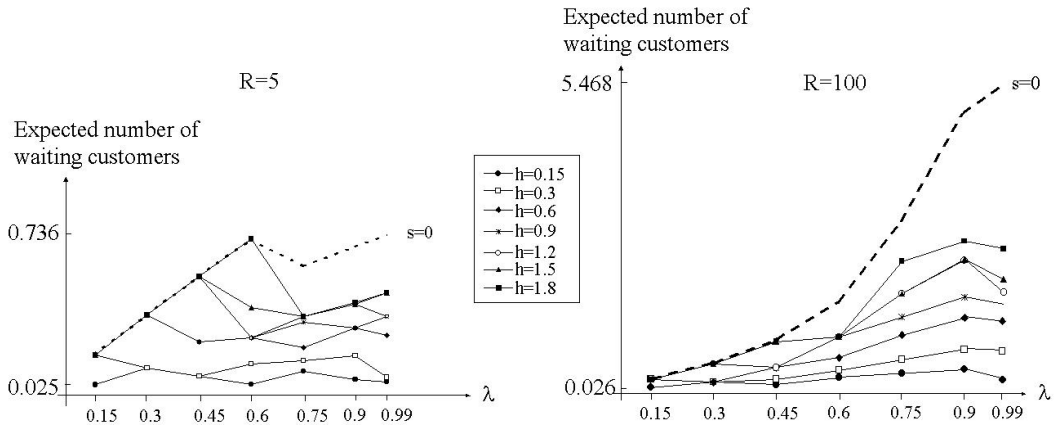 Expected number of
waiting customers
R=5
0.736
0.025
s=0
0.15 0.3 0.45 0.6 0.75 0.9 0.99 λ
h=0.15
h=0.3
h=0.6
h=0.9
h=1.2
h=1.5
h=1.8
Expected number of
waiting customers
R=100
5.468
0.026
s=0
0.15 0.3 0.45 0.6 0.75 0.9 0.99 λ